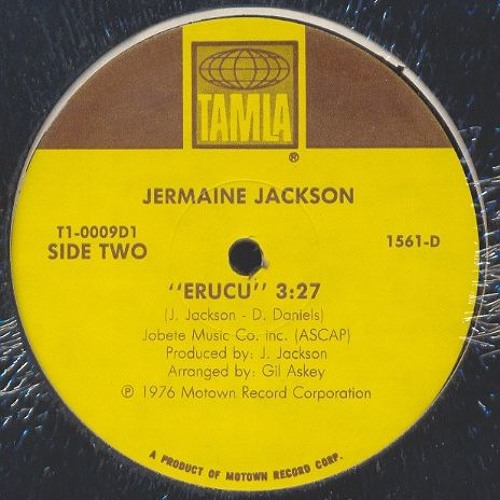 TAMLA
®
JERMAINE JACKSON
T1-0009D1
SIDE TWO
1561-D
"ERUCU" 3:27
(J. Jackson - D. Daniels)
Jobete Music Co. inc. (ASCAP)
Produced by: J. Jackson
Arranged by: Gil Askey
℗ 1976 Motown Record Corporation
A PRODUCT OF MOTOWN RECORD CORP.